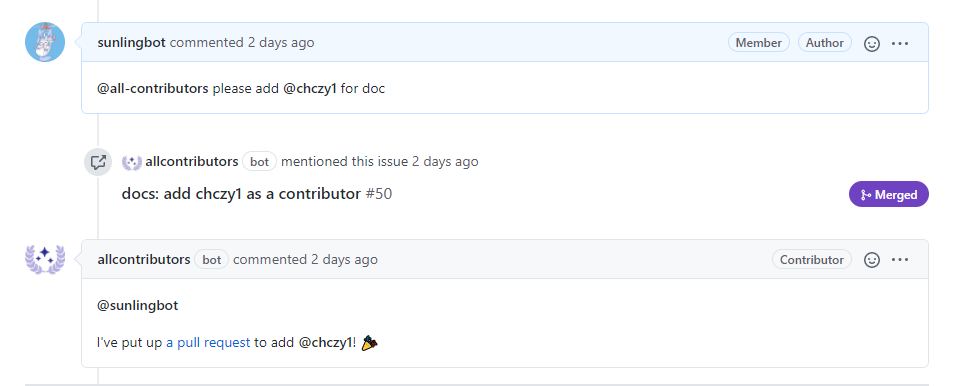 sunlingbot commented 2 days ago Member Author
@all-contributors please add @chczy1 for doc
allcontributors bot mentioned this issue 2 days ago
docs: add chczy1 as a contributor #50 Merged
allcontributors bot commented 2 days ago Contributor
@sunlingbot
I've put up a pull request to add @chczy1! 🎉